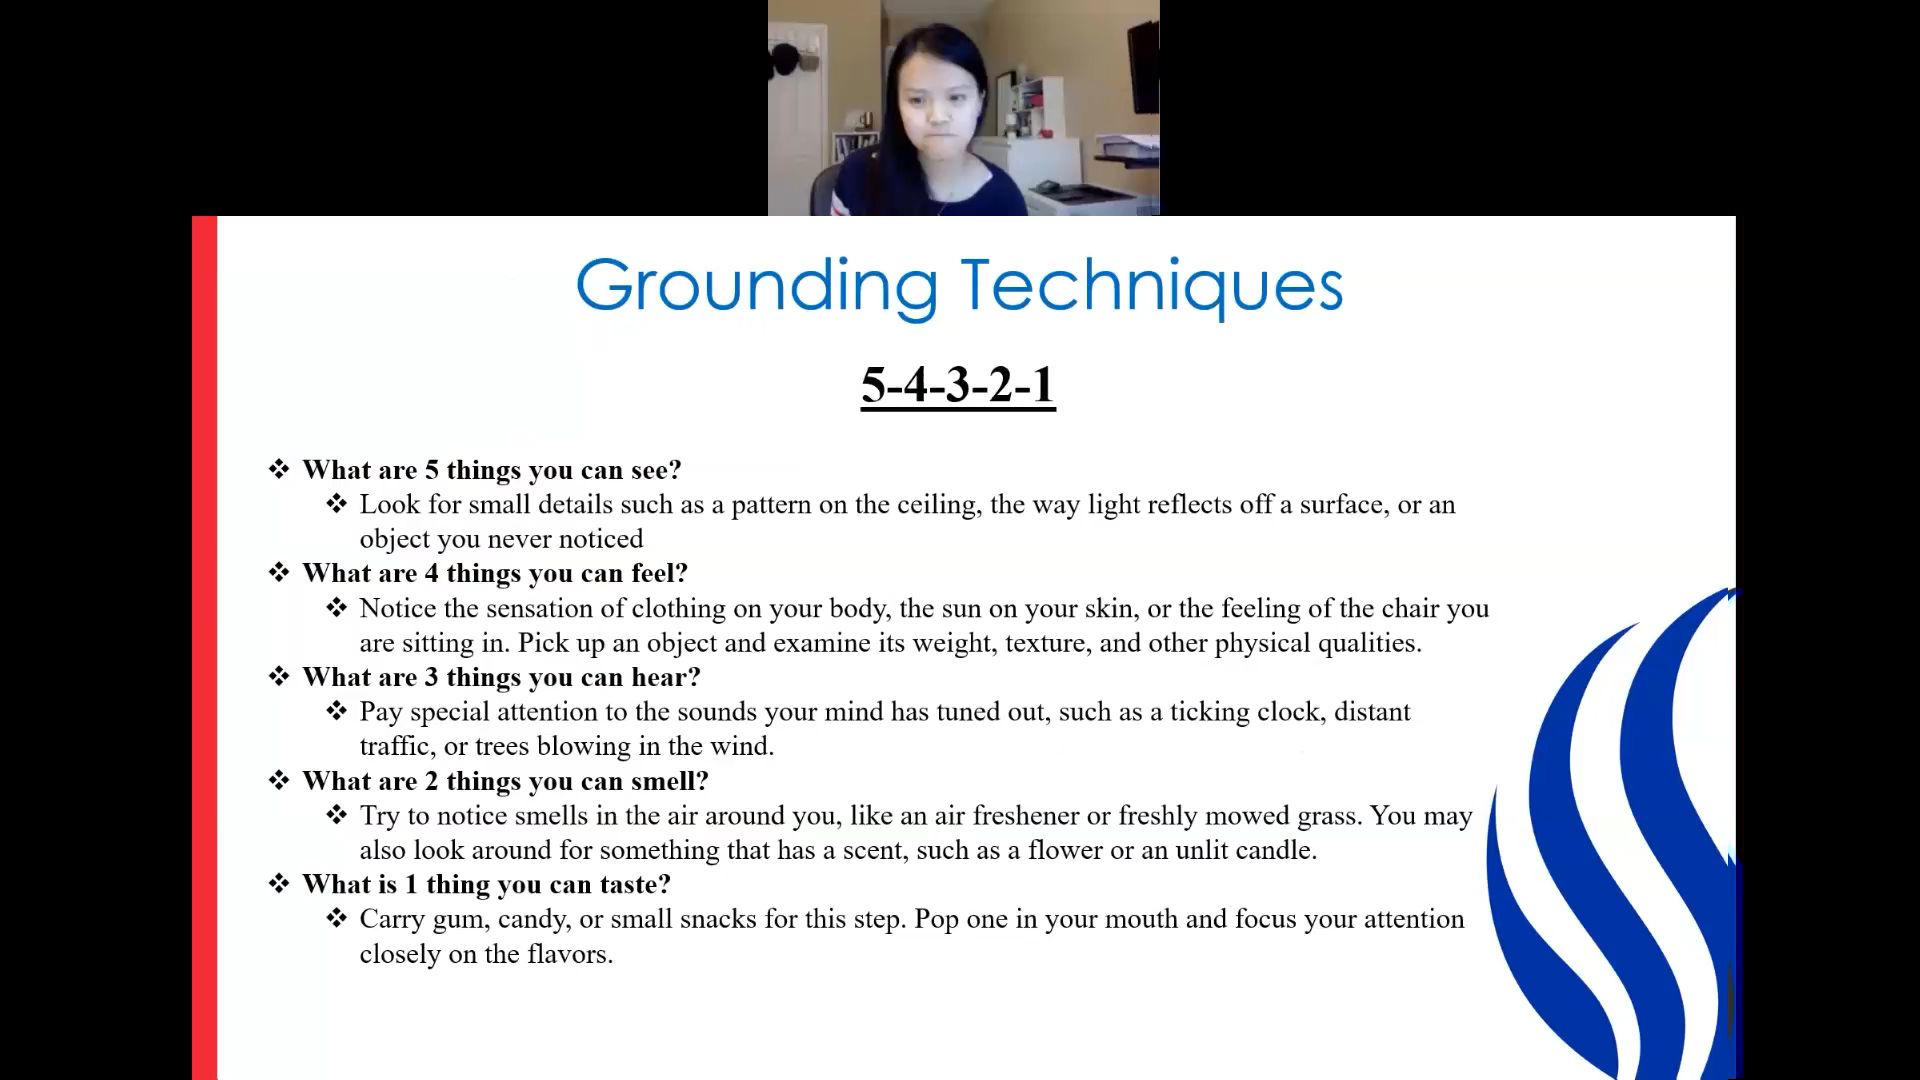 Grounding Techniques
5-4-3-2-1
❖ What are 5 things you can see?
❖ Look for small details such as a pattern on the ceiling, the way light reflects off a surface, or an
object you never noticed
❖ What are 4 things you can feel?
❖ Notice the sensation of clothing on your body, the sun on your skin, or the feeling of the chair you
are sitting in. Pick up an object and examine its weight, texture, and other physical qualities.
❖ What are 3 things you can hear?
❖ Pay special attention to the sounds your mind has tuned out, such as a ticking clock, distant
traffic, or trees blowing in the wind.
❖ What are 2 things you can smell?
❖ Try to notice smells in the air around you, like an air freshener or freshly mowed grass. You may
also look around for something that has a scent, such as a flower or an unlit candle.
❖ What is 1 thing you can taste?
❖ Carry gum, candy, or small snacks for this step. Pop one in your mouth and focus your attention
closely on the flavors.